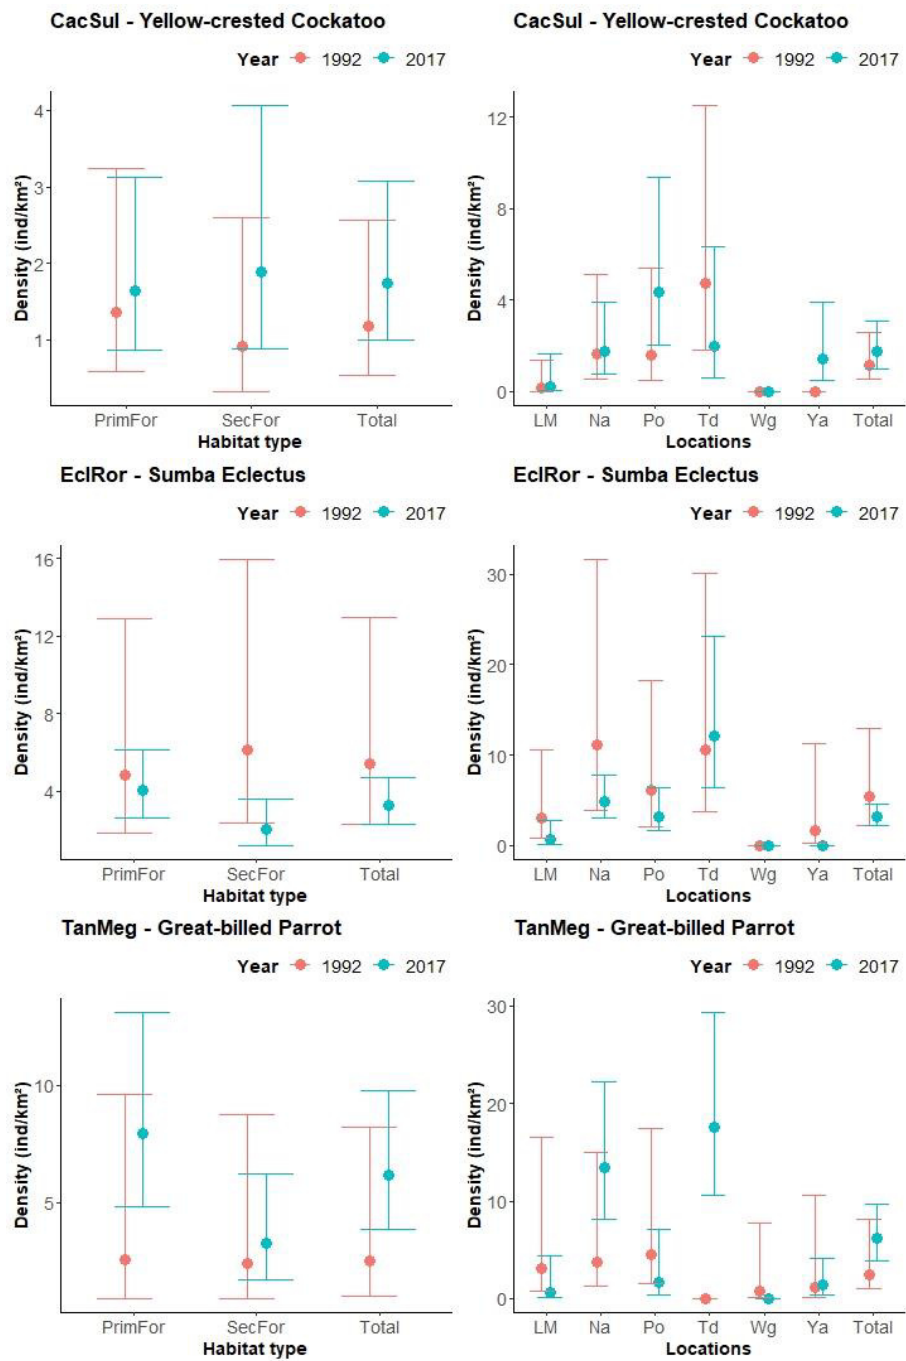 CacSul - Yellow-crested Cockatoo
Year 1992 2017
Density (ind/km²)
4
3
2
1
PrimFor SecFor Total
Habitat type
CacSul - Yellow-crested Cockatoo
Year 1992 2017
Density (ind/km²)
12
8
4
0
LM Na Po Td Wg Ya Total
Locations
EclRor - Sumba Eclectus
Year 1992 2017
Density (ind/km²)
16
12
8
4
PrimFor SecFor Total
Habitat type
EclRor - Sumba Eclectus
Year 1992 2017
Density (ind/km²)
30
20
10
0
LM Na Po Td Wg Ya Total
Locations
TanMeg - Great-billed Parrot
Year 1992 2017
Density (ind/km²)
10
5
PrimFor SecFor Total
Habitat type
TanMeg - Great-billed Parrot
Year 1992 2017
Density (ind/km²)
30
20
10
0
LM Na Po Td Wg Ya Total
Locations